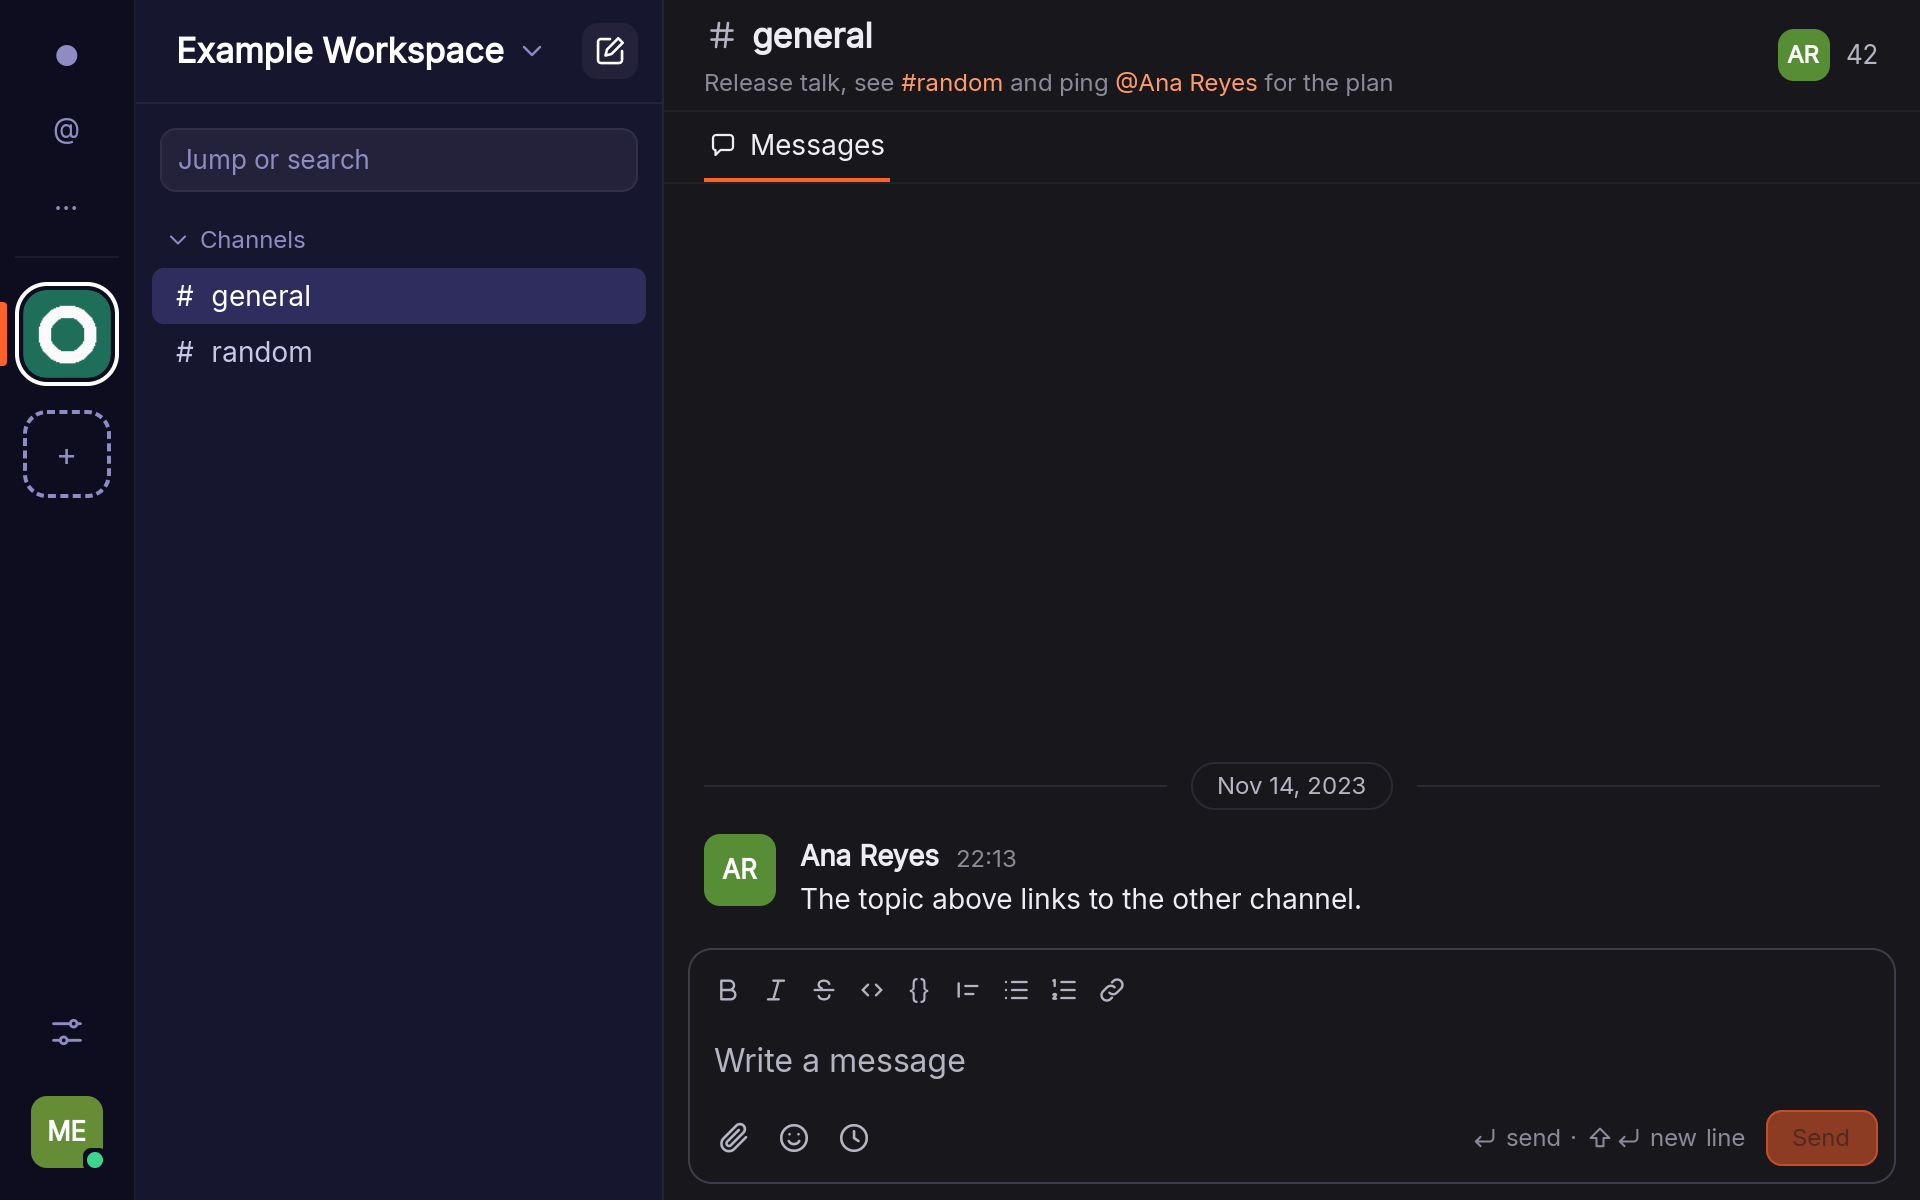 @
...
+
ME
Example Workspace
Jump or search
Channels
# general
# random
# general
Release talk, see #random and ping @Ana Reyes for the plan
AR 42
Messages
Nov 14, 2023
AR
Ana Reyes 22:13
The topic above links to the other channel.
Write a message
send · new line
Send